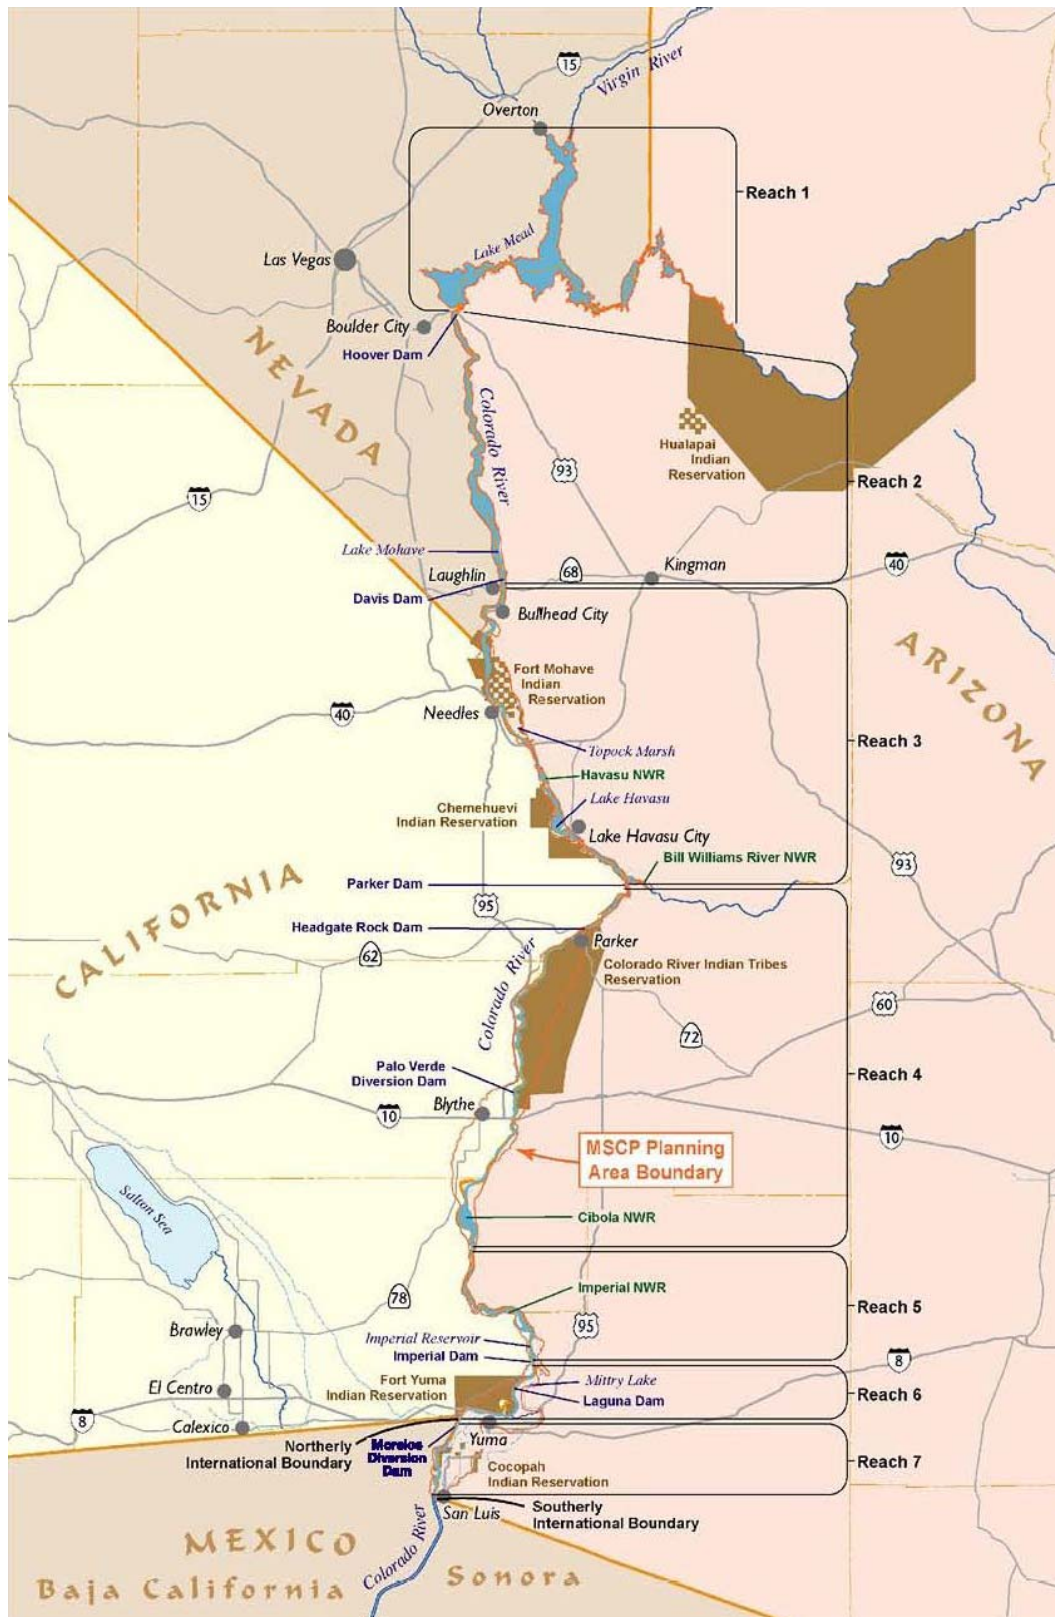 15
Virgin River
Overton
Reach 1
Lake Mead
Las Vegas
Boulder City
Hoover Dam
NEVADA
Colorado River
93
Hualapai
Indian
Reservation
Reach 2
15
Lake Mohave
Laughlin
68
Kingman
40
Davis Dam
Bullhead City
ARIZONA
Fort Mohave
Indian
Reservation
Needles
40
Topock Marsh
Reach 3
Havasu NWR
Lake Havasu
Chemehuevi
Indian Reservation
Lake Havasu City
Bill Williams River NWR
93
Parker Dam
95
CALIFORNIA
Headgate Rock Dam
Parker
62
Colorado River
Colorado River Indian Tribes
Reservation
60
72
Palo Verde
Diversion Dam
Reach 4
Blythe
10
10
MSCP Planning
Area Boundary
Salton Sea
Cibola NWR
Imperial NWR
78
Reach 5
95
Brawley
Imperial Reservoir
Imperial Dam
8
Fort Yuma
Indian Reservation
Mittry Lake
El Centro
Laguna Dam
Reach 6
8
Calexico
Northerly
International Boundary
Morelos
Diversion
Dam
Yuma
Reach 7
Cocopah
Indian Reservation
San Luis
Southerly
International Boundary
MEXICO
Colorado River
Baja California
Sonora